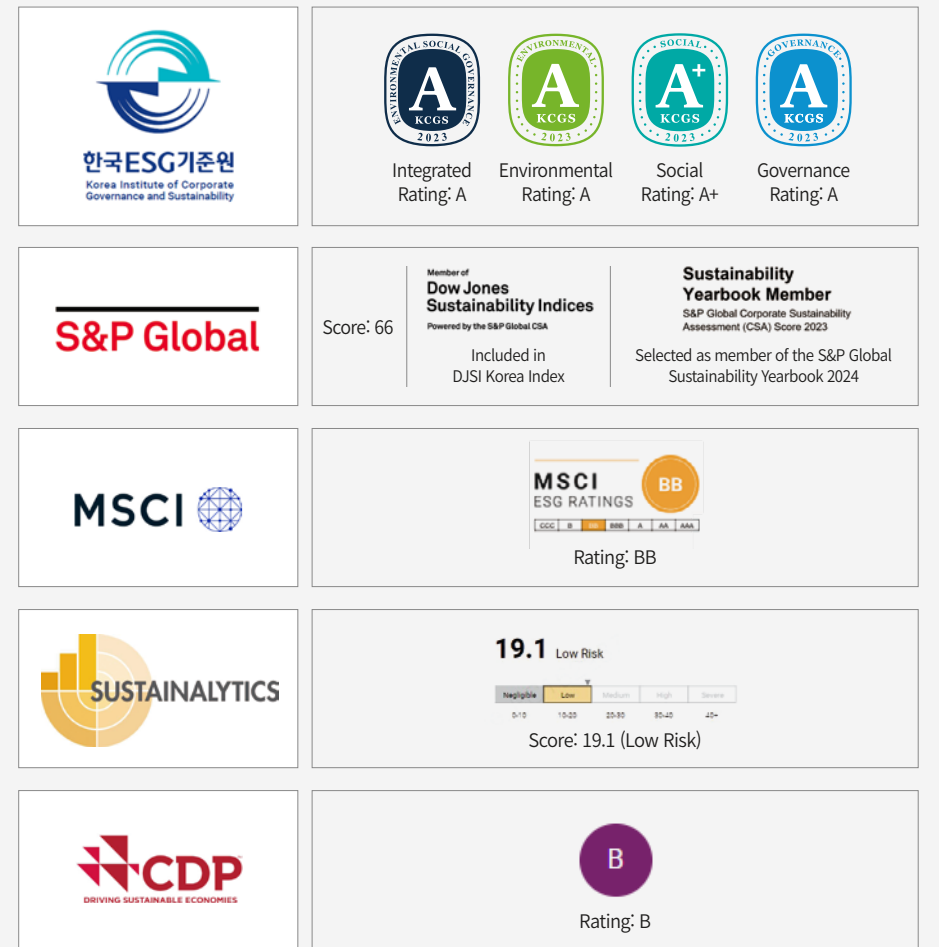 한국ESG기준원
Korea Institute of Corporate
Governance and Sustainability
ENVIRONMENTAL SOCIAL GOVERNANCE
A
KCGS
2023
Integrated
Rating: A
ENVIRONMENTAL
A
KCGS
2023
Environmental
Rating: A
SOCIAL
A+
KCGS
2023
Social
Rating: A+
GOVERNANCE
A
KCGS
2023
Governance
Rating: A
S&P Global
Score: 66
Member of
Dow Jones
Sustainability Indices
Powered by the S&P Global CSA
Included in
DJSI Korea Index
Sustainability
Yearbook Member
S&P Global Corporate Sustainability
Assessment (CSA) Score 2023
Selected as member of the S&P Global
Sustainability Yearbook 2024
MSCI
MSCI
ESG RATINGS
BB
CCC B BB BBB A AA AAA
Rating: BB
SUSTAINALYTICS
19.1 Low Risk
Negligible Low Medium High Severe
0-10 10-20 20-30 30-40 40+
Score: 19.1 (Low Risk)
CDP
DRIVING SUSTAINABLE ECONOMIES
B
Rating: B